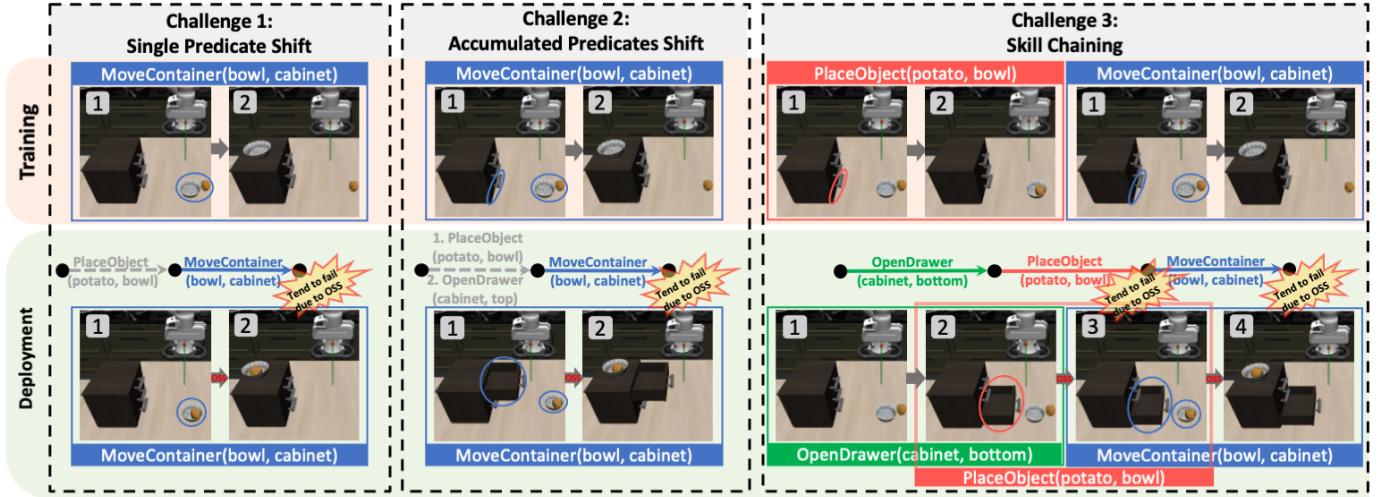 Challenge 1:
Single Predicate Shift
Challenge 2:
Accumulated Predicates Shift
Challenge 3:
Skill Chaining
Training
MoveContainer(bowl, cabinet)
1
2
MoveContainer(bowl, cabinet)
1
2
PlaceObject(potato, bowl)
1
2
MoveContainer(bowl, cabinet)
1
2
Deployment
PlaceObject
(potato, bowl)
MoveContainer
(bowl, cabinet)
Tend to fail
due to OSS
1
OSS
2
MoveContainer(bowl, cabinet)
1. PlaceObject
(potato, bowl)
2. OpenDrawer
(cabinet, top)
MoveContainer
(bowl, cabinet)
Tend to fail
due to OSS
1
OSS
2
MoveContainer(bowl, cabinet)
OpenDrawer
(cabinet, bottom)
PlaceObject
(potato, bowl)
Tend to fail
due to OSS
MoveContainer
(bowl, cabinet)
Tend to fail
due to OSS
1
2
OSS
3
OSS
4
OpenDrawer(cabinet, bottom)
MoveContainer(bowl, cabinet)
PlaceObject(potato, bowl)